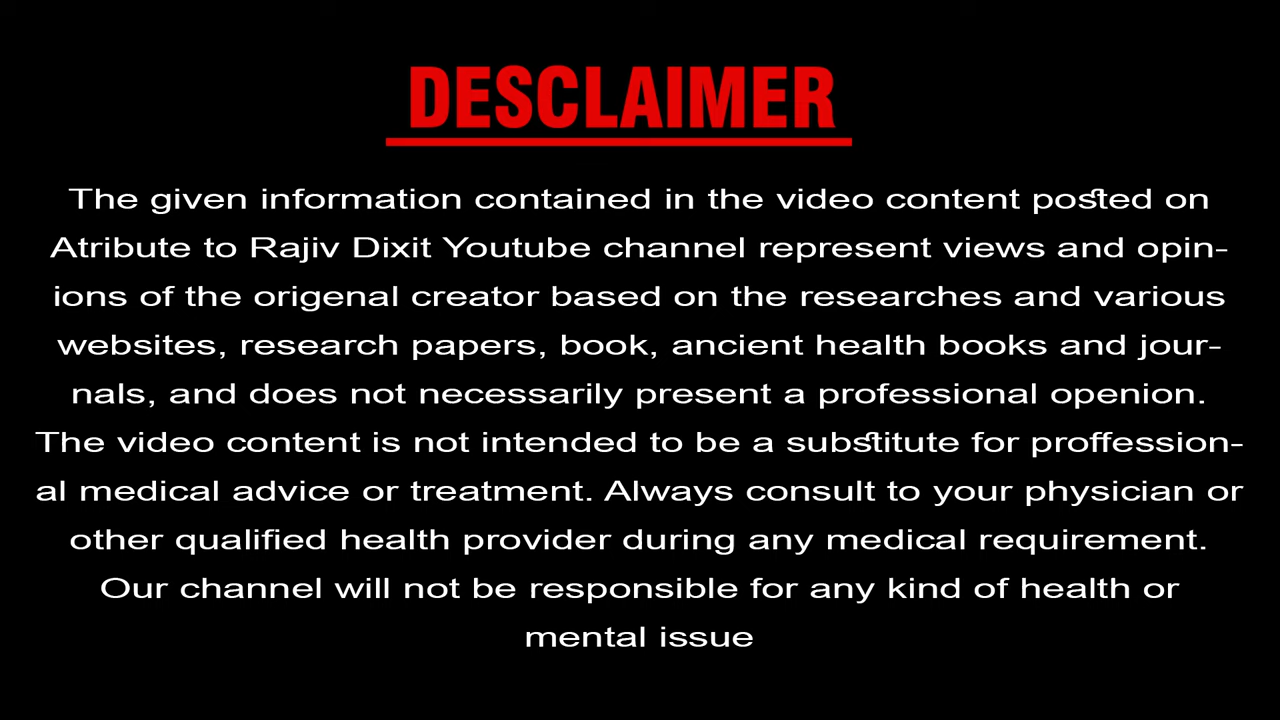 DESCLAIMER
The given information contained in the video content posted on
Atribute to Rajiv Dixit Youtube channel represent views and opin-
ions of the origenal creator based on the researches and various
websites, research papers, book, ancient health books and jour-
nals, and does not necessarily present a professional openion.
The video content is not intended to be a substitute for proffession-
al medical advice or treatment. Always consult to your physician or
other qualified health provider during any medical requirement.
Our channel will not be responsible for any kind of health or
mental issue